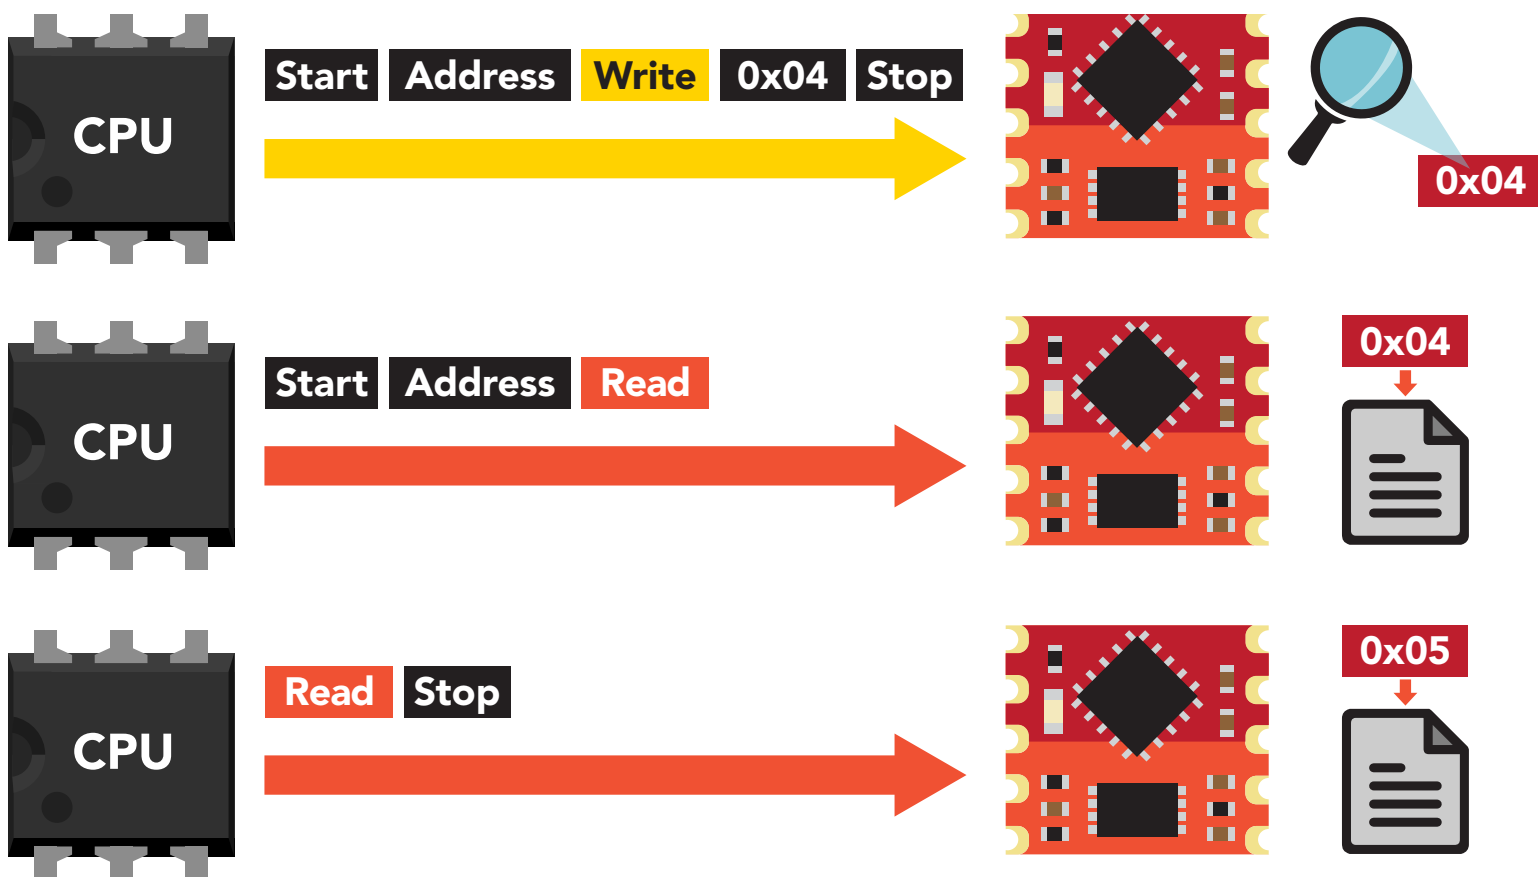 CPU
Start Address Write 0x04 Stop
0x04
CPU
Start Address Read
0x04
CPU
Read Stop
0x05